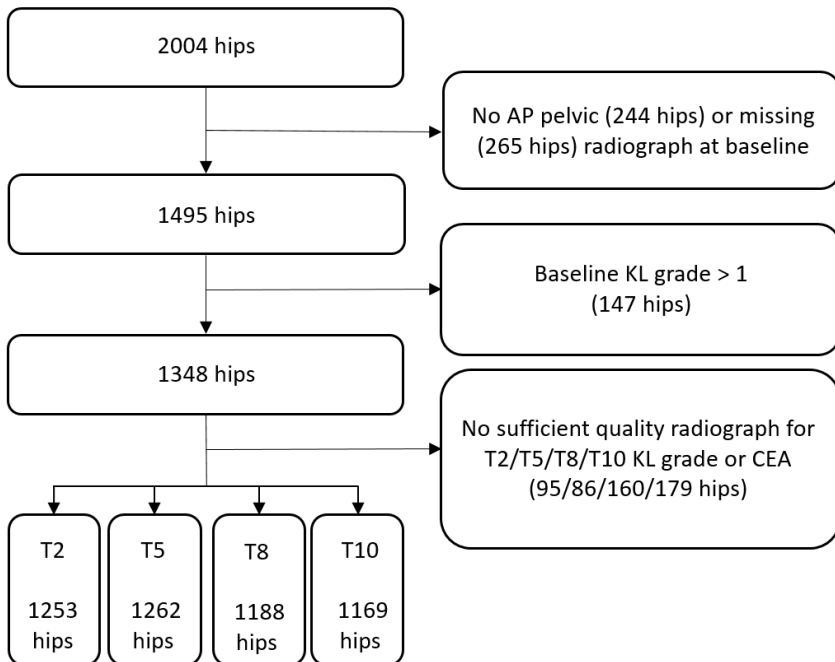 2004 hips
No AP pelvic (244 hips) or missing
(265 hips) radiograph at baseline
1495 hips
Baseline KL grade > 1
(147 hips)
1348 hips
No sufficient quality radiograph for
T2/T5/T8/T10 KL grade or CEA
(95/86/160/179 hips)
T2
1253
hips
T5
1262
hips
T8
1188
hips
T10
1169
hips